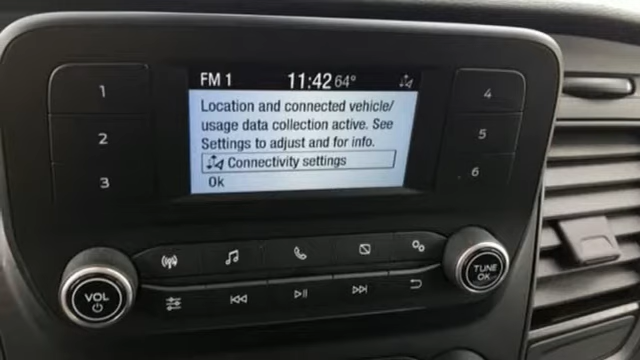 FM 1 11:42 64°
Location and connected vehicle/
usage data collection active. See
Settings to adjust and for info.
Connectivity settings
Ok
1
2
3
4
5
6
VOL
TUNE
OK